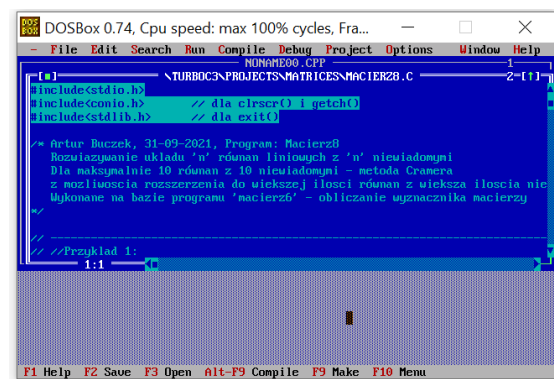 DOSBox 0.74, Cpu speed: max 100% cycles, Fra...
File Edit Search Run Compile Debug Project Options Window Help
NONAME00.CPP 1
[■] \TURBOC3\PROJECTS\MATRICES\MACIERZ8.C 2=[↑]
#include<stdio.h>
#include<conio.h> // dla clrscr() i getch()
#include<stdlib.h> // dla exit()
/* Artur Buczek, 31-09-2021, Program: Macierz8
Rozwiazywanie ukladu 'n' równan liniowych z 'n' niewiadomymi
Dla maksymalnie 10 równan z 10 niewiadomymi - metoda Cramera
z mozliwoscia rozszerzenia do wiekszej ilosci równan z wieksza iloscia nie
Wykonane na bazie programu 'macierz6' - obliczanie wyznacznika macierzy
*/
// ----------------------------------------------------------------------
// //Przyklad 1:
1:1
F1 Help F2 Save F3 Open Alt-F9 Compile F9 Make F10 Menu